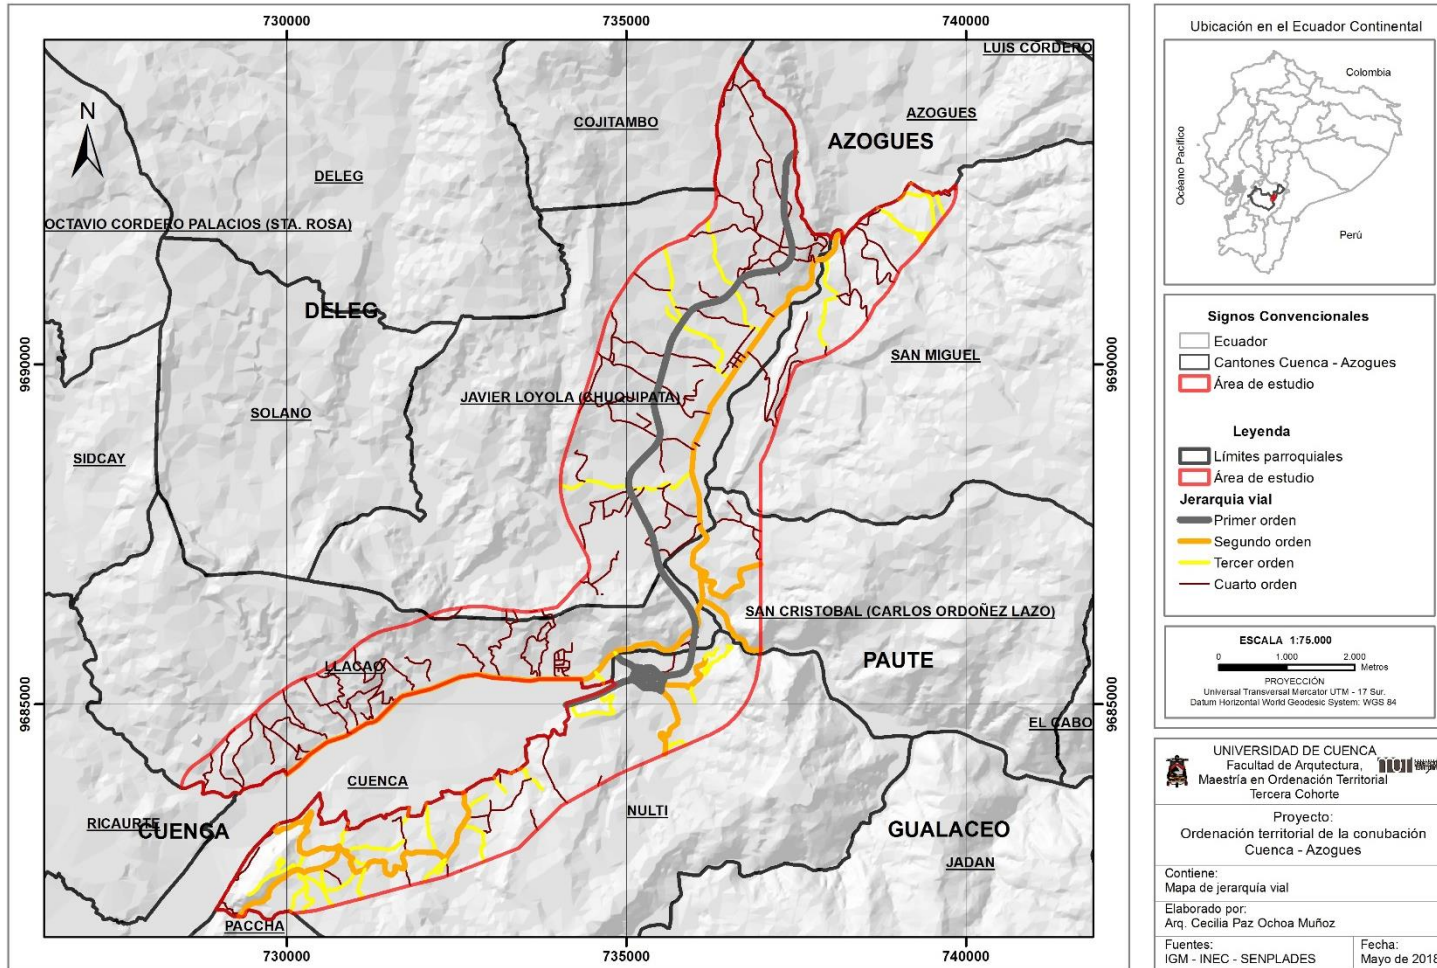 730000
735000
740000
LUIS CORDERO
AZOGUES
COJITAMBO
AZOGUES
N
DELEG
OCTAVIO CORDERO PALACIOS (STA. ROSA)
DELEG
9690000
9690000
SAN MIGUEL
JAVIER LOYOLA (CHUQUIPATA)
SOLANO
SIDCAY
SAN CRISTOBAL (CARLOS ORDOÑEZ LAZO)
LLACAO
PAUTE
9685000
9685000
EL CABO
CUENCA
NULTI
RICAURTE
CUENCA
GUALACEO
JADAN
PACCHA
730000
735000
740000
Ubicación en el Ecuador Continental
Colombia
Océano Pacífico
Perú
Signos Convencionales
Ecuador
Cantones Cuenca - Azogues
Área de estudio
Leyenda
Límites parroquiales
Área de estudio
Jerarquia vial
Primer orden
Segundo orden
Tercer orden
Cuarto orden
ESCALA 1:75.000
0 1.000 2.000
Metros
PROYECCIÓN
Universal Transversal Mercator UTM - 17 Sur.
Datum Horizontal World Geodesic System: WGS 84
UNIVERSIDAD DE CUENCA
Facultad de Arqutectura,
Maestría en Ordenación Territorial
Tercera Cohorte
Proyecto:
Ordenación territorial de la conubación
Cuenca - Azogues
Contiene:
Mapa de jerarquía vial
Elaborado por:
Arq. Cecilia Paz Ochoa Muñoz
Fuentes:
IGM - INEC - SENPLADES
Fecha:
Mayo de 2018